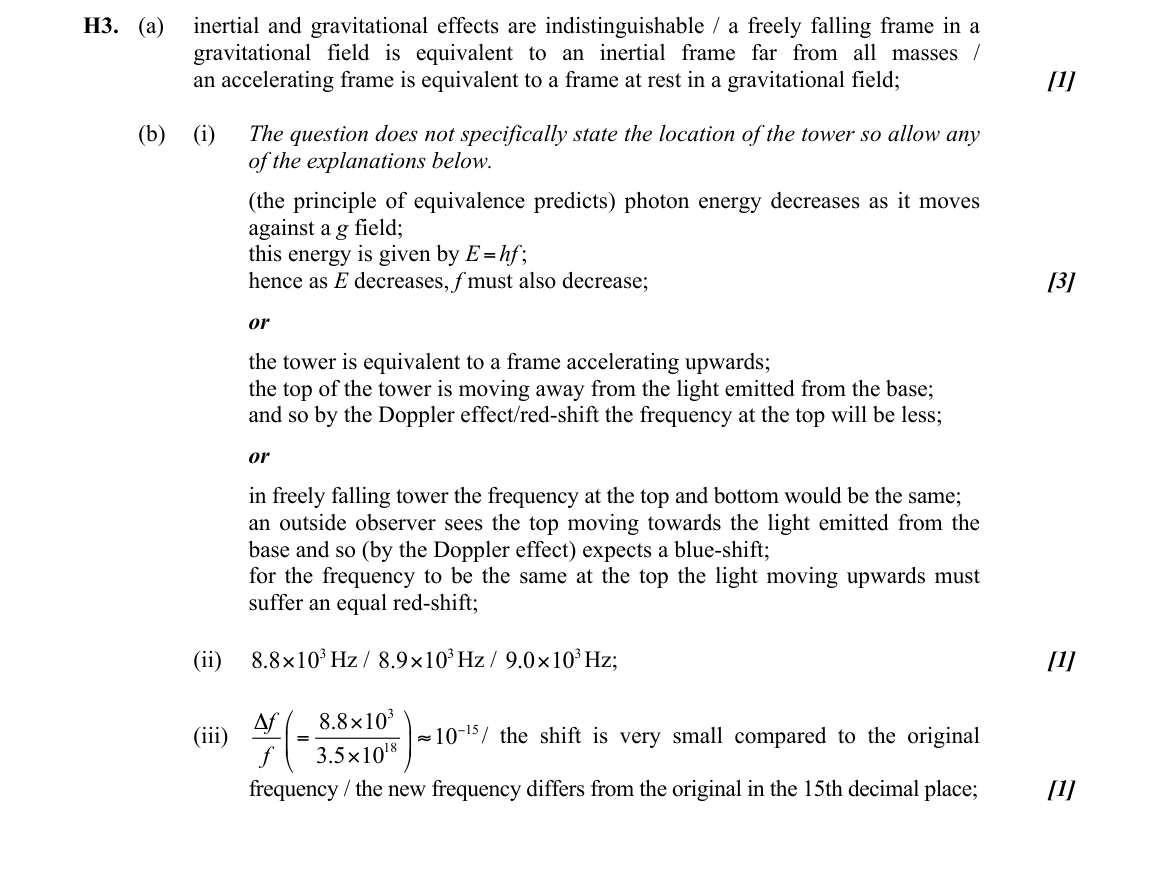 H3. (a) inertial and gravitational effects are indistinguishable / a freely falling frame in a
gravitational field is equivalent to an inertial frame far from all masses /
an accelerating frame is equivalent to a frame at rest in a gravitational field; [1]
(b) (i) The question does not specifically state the location of the tower so allow any
of the explanations below.
(the principle of equivalence predicts) photon energy decreases as it moves
against a g field;
this energy is given by E = hf;
hence as E decreases, f must also decrease; [3]
or
the tower is equivalent to a frame accelerating upwards;
the top of the tower is moving away from the light emitted from the base;
and so by the Doppler effect/red-shift the frequency at the top will be less;
or
in freely falling tower the frequency at the top and bottom would be the same;
an outside observer sees the top moving towards the light emitted from the
base and so (by the Doppler effect) expects a blue-shift;
for the frequency to be the same at the top the light moving upwards must
suffer an equal red-shift;
(ii) 8.8×10³ Hz / 8.9×10³ Hz / 9.0×10³ Hz; [1]
(iii) Δf/f (= 8.8×10³/3.5×10¹⁸) ≈ 10⁻¹⁵ / the shift is very small compared to the original
frequency / the new frequency differs from the original in the 15th decimal place; [1]